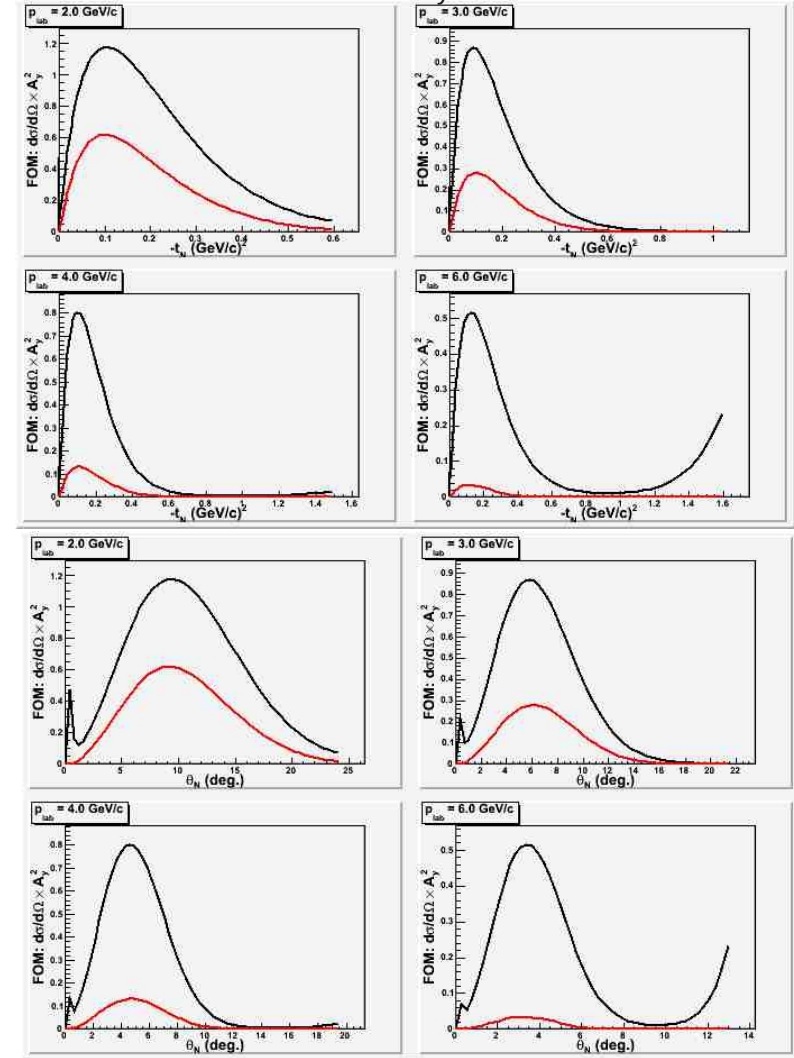 p_lab = 2.0 GeV/c
FOM: dσ/dΩ × A_y^2
1.2
1
0.8
0.6
0.4
0.2
0
0 0.1 0.2 0.3 0.4 0.5 0.6
-t_N (GeV/c)^2
p_lab = 3.0 GeV/c
FOM: dσ/dΩ × A_y^2
0.9
0.8
0.7
0.6
0.5
0.4
0.3
0.2
0.1
0
0 0.2 0.4 0.6 0.8 1
-t_N (GeV/c)^2
p_lab = 4.0 GeV/c
FOM: dσ/dΩ × A_y^2
0.8
0.7
0.6
0.5
0.4
0.3
0.2
0.1
0
0 0.2 0.4 0.6 0.8 1 1.2 1.4 1.6
-t_N (GeV/c)^2
p_lab = 6.0 GeV/c
FOM: dσ/dΩ × A_y^2
0.5
0.4
0.3
0.2
0.1
0
0 0.2 0.4 0.6 0.8 1 1.2 1.4 1.6
-t_N (GeV/c)^2
p_lab = 2.0 GeV/c
FOM: dσ/dΩ × A_y^2
1.2
1
0.8
0.6
0.4
0.2
0
0 5 10 15 20 25
θ_N (deg.)
p_lab = 3.0 GeV/c
FOM: dσ/dΩ × A_y^2
0.9
0.8
0.7
0.6
0.5
0.4
0.3
0.2
0.1
0
0 2 4 6 8 10 12 14 16 18 20 22
θ_N (deg.)
p_lab = 4.0 GeV/c
FOM: dσ/dΩ × A_y^2
0.8
0.7
0.6
0.5
0.4
0.3
0.2
0.1
0
0 2 4 6 8 10 12 14 16 18 20
θ_N (deg.)
p_lab = 6.0 GeV/c
FOM: dσ/dΩ × A_y^2
0.5
0.4
0.3
0.2
0.1
0
0 2 4 6 8 10 12 14
θ_N (deg.)